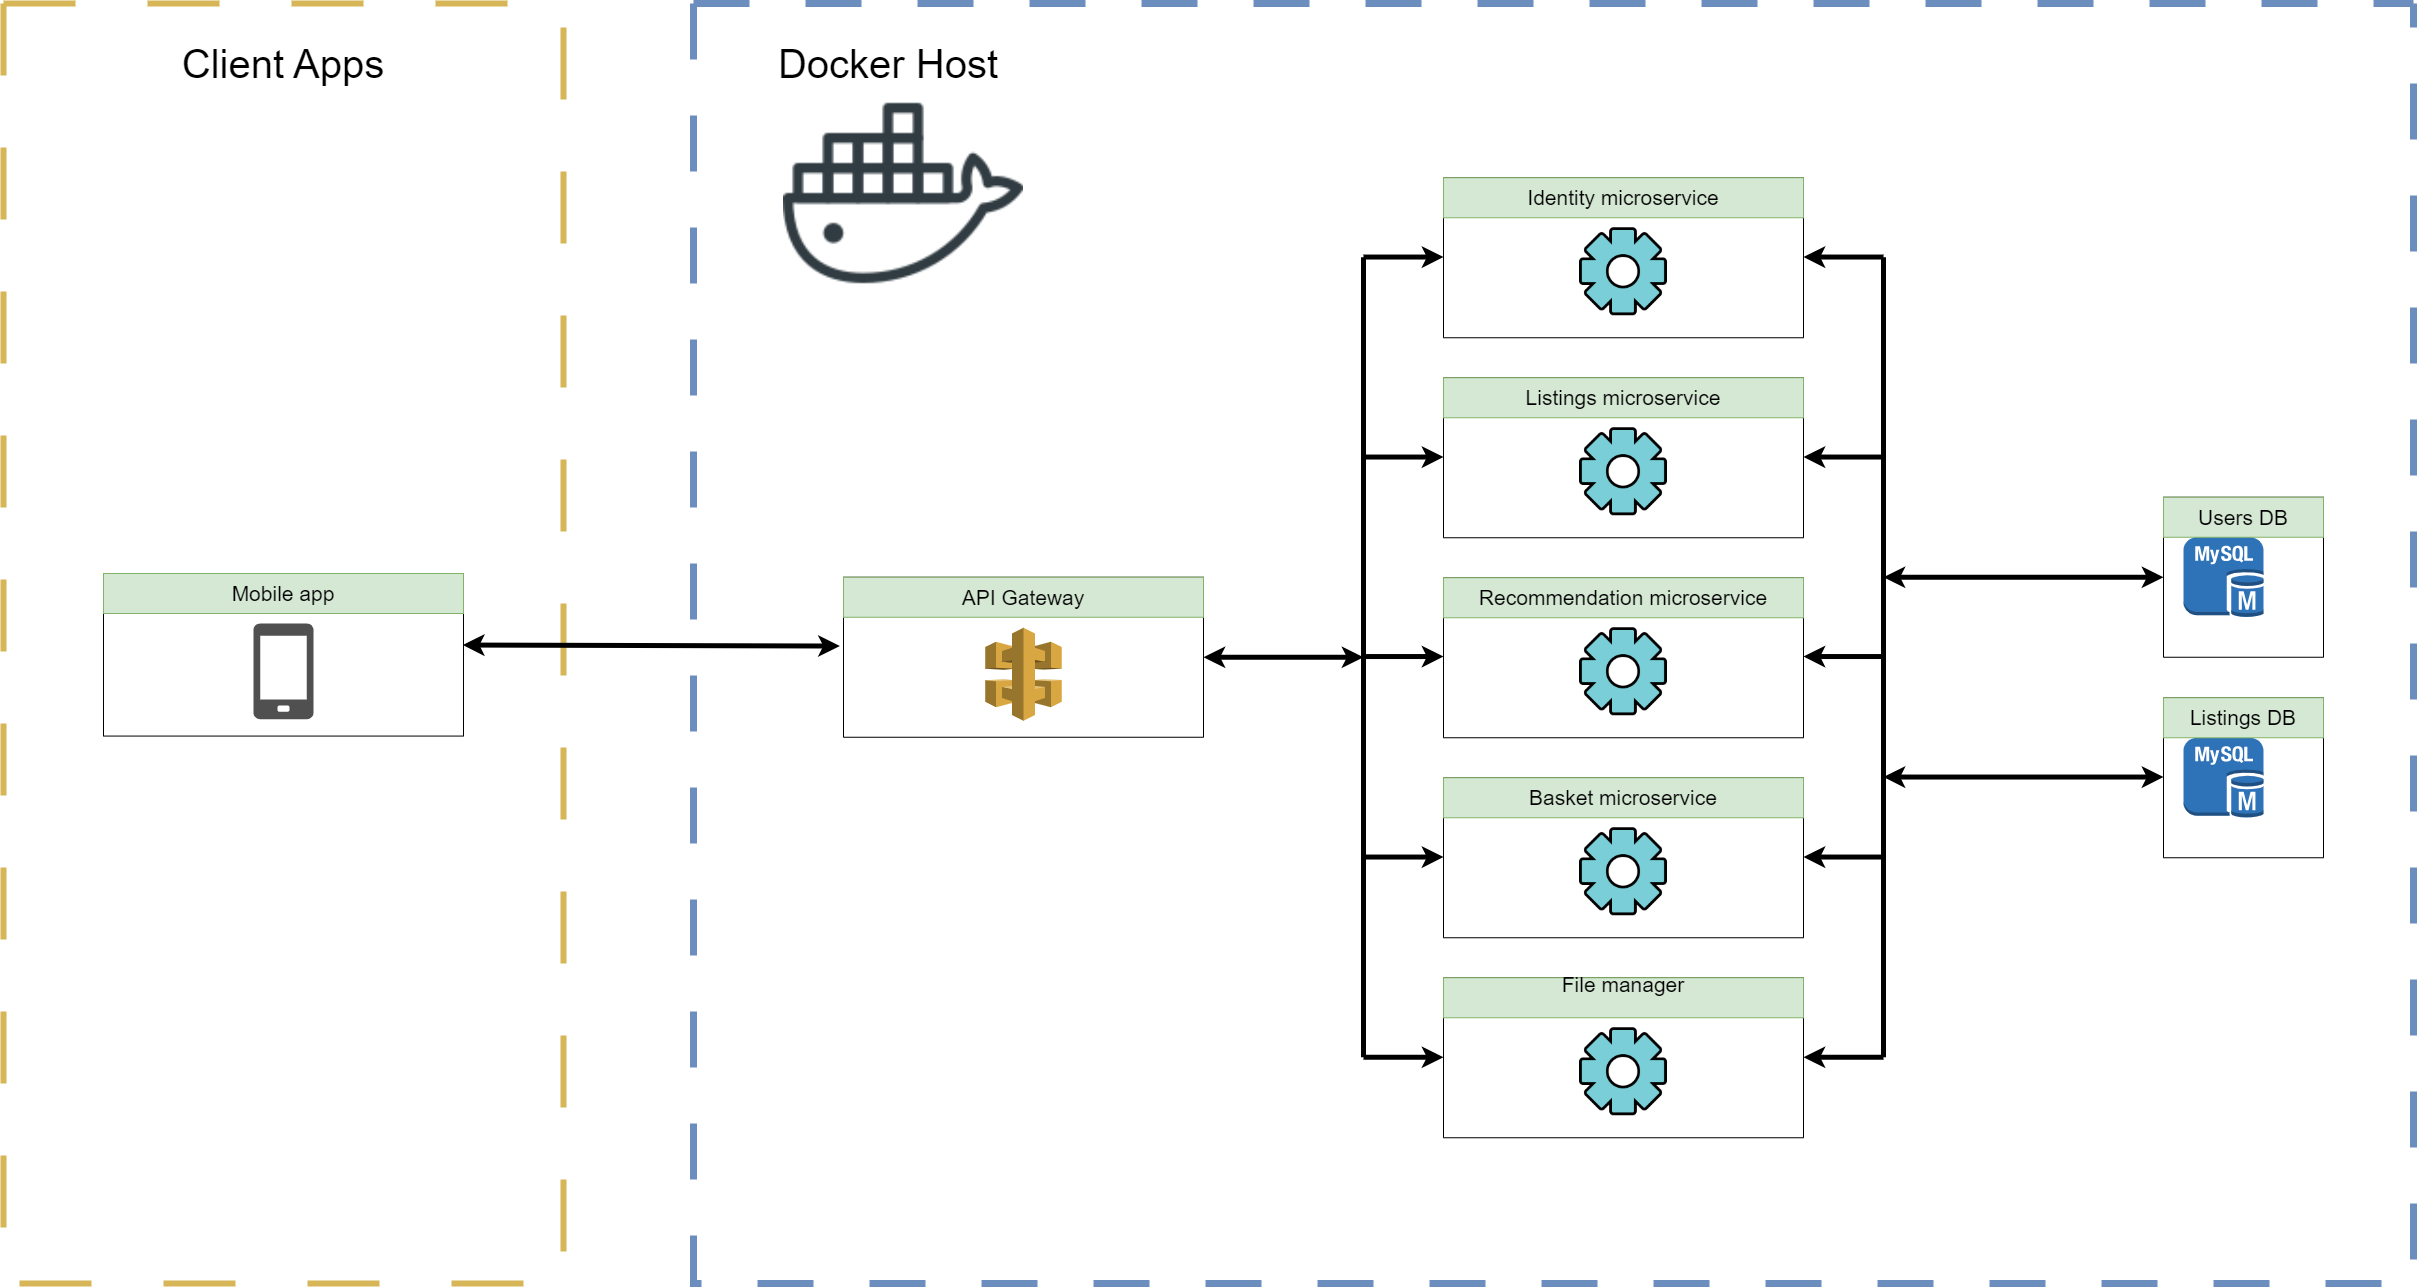 Client Apps
Docker Host
Identity microservice
Listings microservice
Users DB
MySQL
M
Mobile app
API Gateway
Recommendation microservice
Listings DB
MySQL
M
Basket microservice
File manager